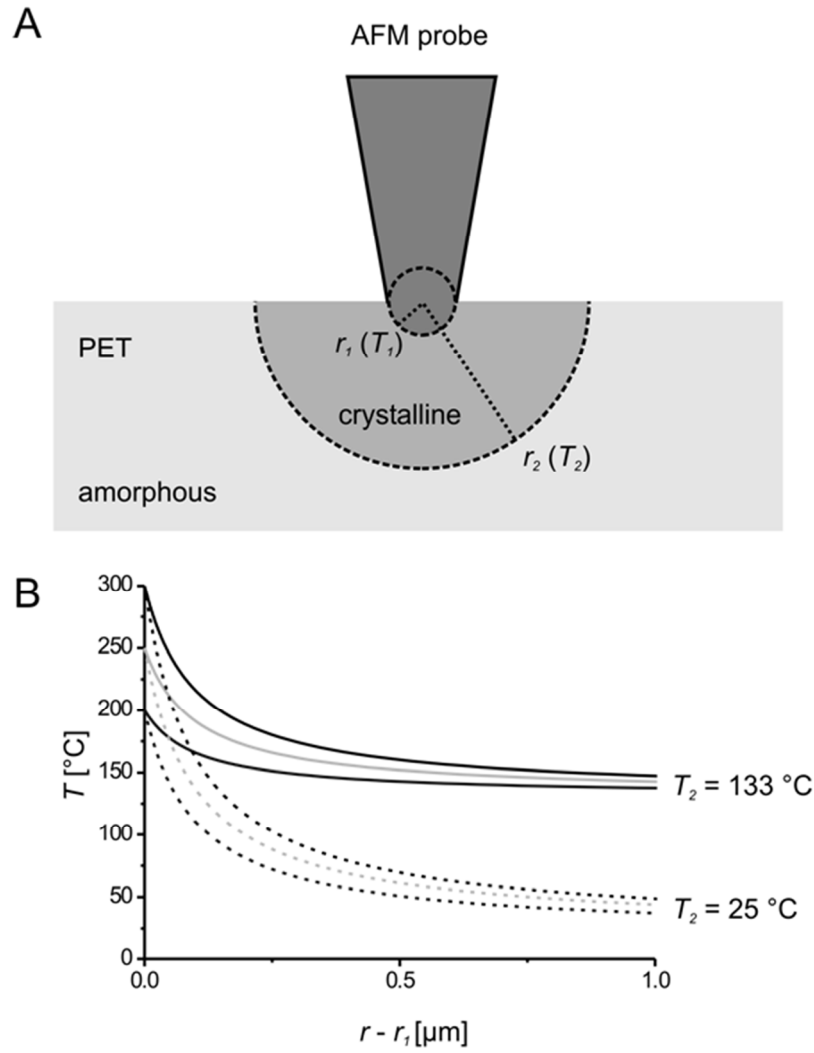 A
AFM probe
PET
r₁ (T₁)
crystalline
r₂ (T₂)
amorphous
B
300
250
200
150
100
50
0
T [°C]
T₂ = 133 °C
T₂ = 25 °C
0.0
0.5
1.0
r - r₁ [µm]